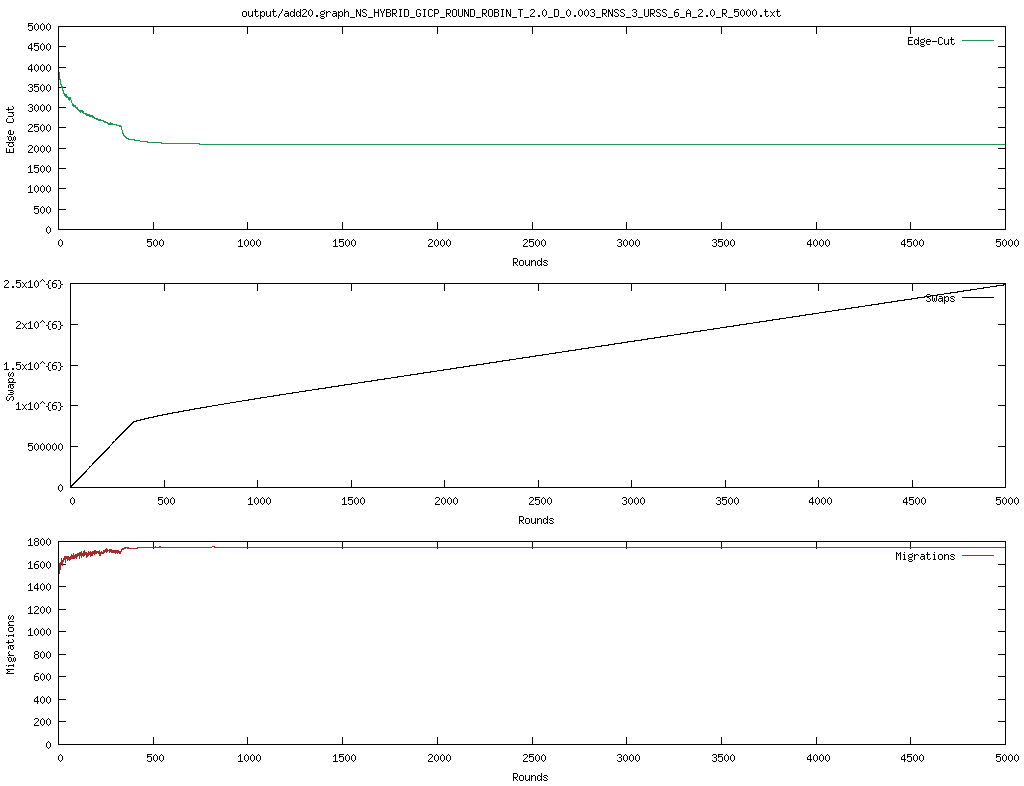 output/add20.graph_NS_HYBRID_GICP_ROUND_ROBIN_T_2.0_D_0.003_RNSS_3_URSS_6_A_2.0_R_5000.txt
5000
4500
4000
3500
3000
2500
2000
1500
1000
500
0
Edge Cut
Edge-Cut
0 500 1000 1500 2000 2500 3000 3500 4000 4500 5000
Rounds
2.5x10^{6}
2x10^{6}
1.5x10^{6}
1x10^{6}
500000
0
Swaps
Swaps
0 500 1000 1500 2000 2500 3000 3500 4000 4500 5000
Rounds
1800
1600
1400
1200
1000
800
600
400
200
0
Migrations
Migrations
0 500 1000 1500 2000 2500 3000 3500 4000 4500 5000
Rounds